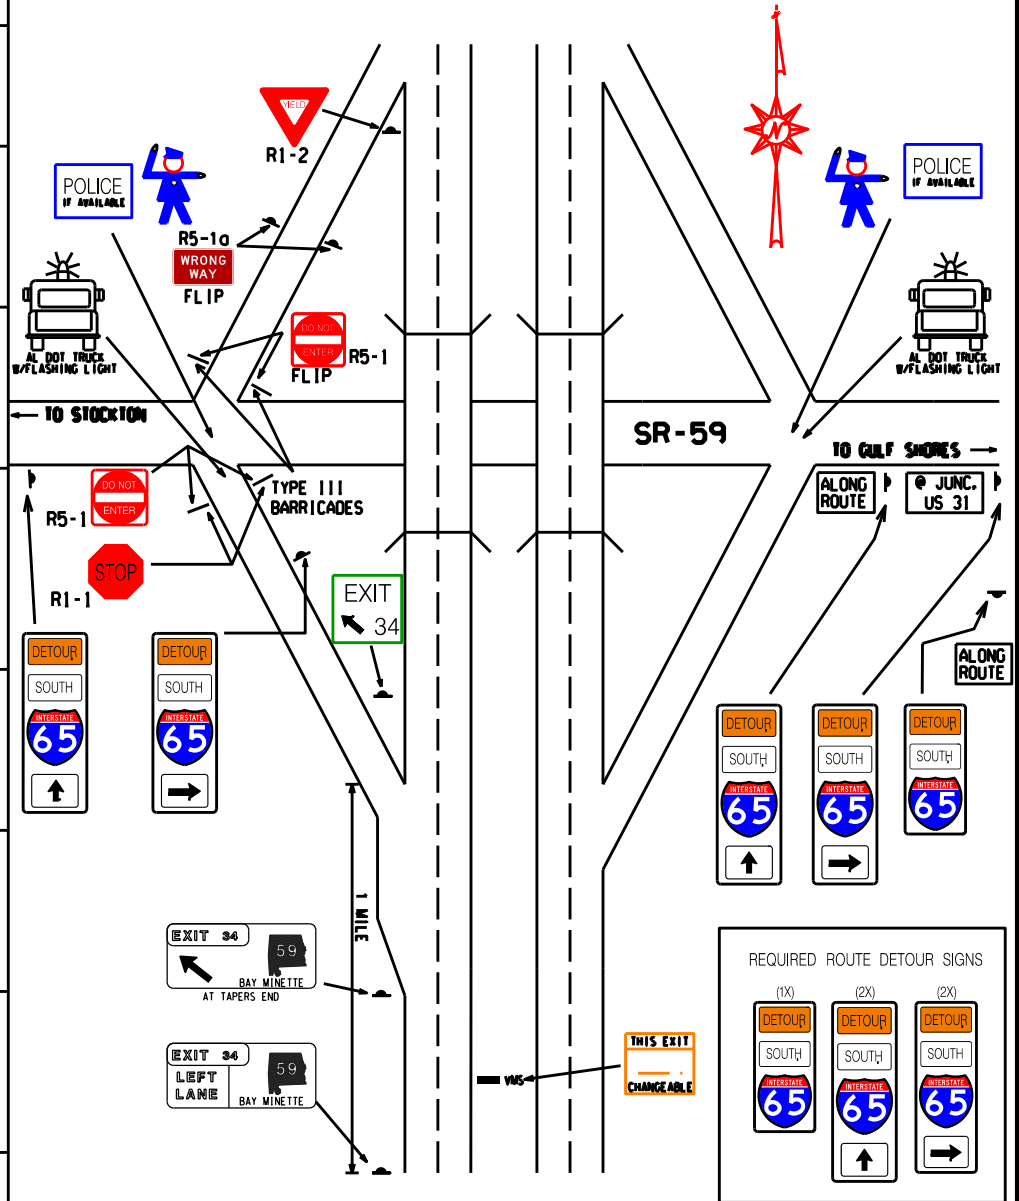 YIELD
R1-2
N
POLICE
IF AVAILABLE
POLICE
IF AVAILABLE
R5-1a
WRONG
WAY
FLIP
AL DOT TRUCK
W/FLASHING LIGHT
DO NOT
ENTER
R5-1
FLIP
AL DOT TRUCK
W/FLASHING LIGHT
TO STOCKTON
SR-59
TO GULF SHORES
DO NOT
ENTER
R5-1
TYPE III
BARRICADES
ALONG
ROUTE
@ JUNC.
US 31
STOP
R1-1
EXIT
34
DETOUR
SOUTH
INTERSTATE
65
DETOUR
SOUTH
INTERSTATE
65
ALONG
ROUTE
DETOUR
SOUTH
INTERSTATE
65
DETOUR
SOUTH
INTERSTATE
65
DETOUR
SOUTH
INTERSTATE
65
1 MILE
EXIT 34
59
BAY MINETTE
AT TAPERS END
EXIT 34
LEFT
LANE
59
BAY MINETTE
VMS
THIS EXIT
CHANGEABLE
REQUIRED ROUTE DETOUR SIGNS
(1X)
DETOUR
SOUTH
INTERSTATE
65
(2X)
DETOUR
SOUTH
INTERSTATE
65
(2X)
DETOUR
SOUTH
INTERSTATE
65